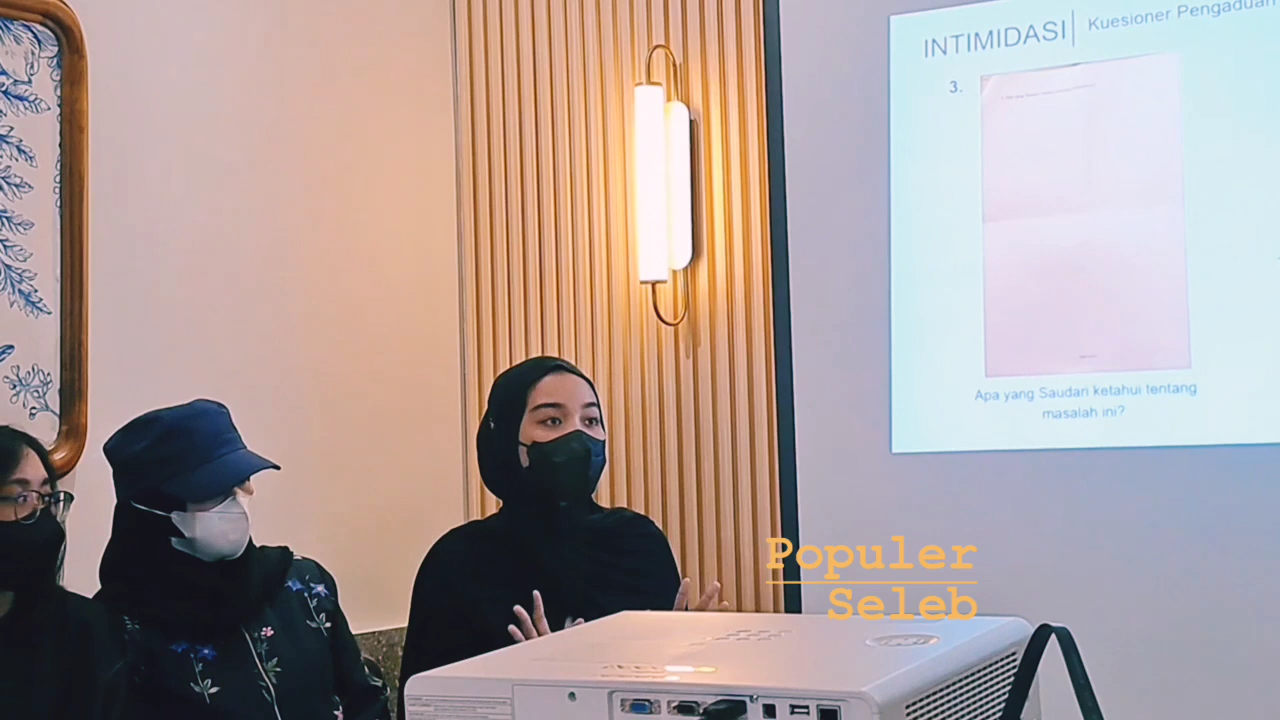 INTIMIDASI
Kuesioner Pengaduan
3.
Apa yang Saudari ketahui tentang
masalah ini?
Populer
Seleb